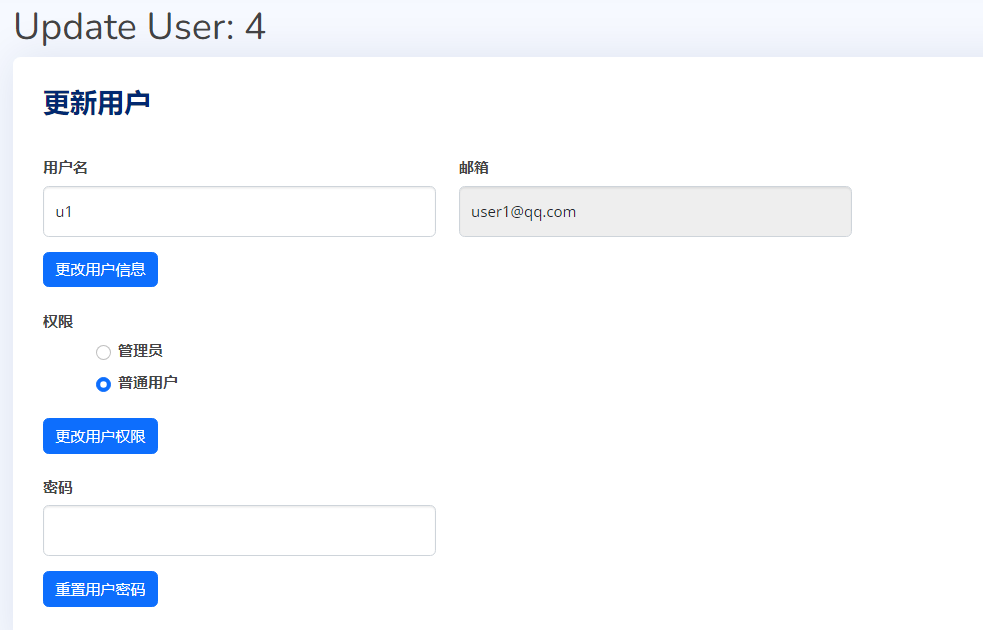 Update User: 4
更新用户
用户名
邮箱
u1
user1@qq.com
更改用户信息
权限
管理员
普通用户
更改用户权限
密码
重置用户密码